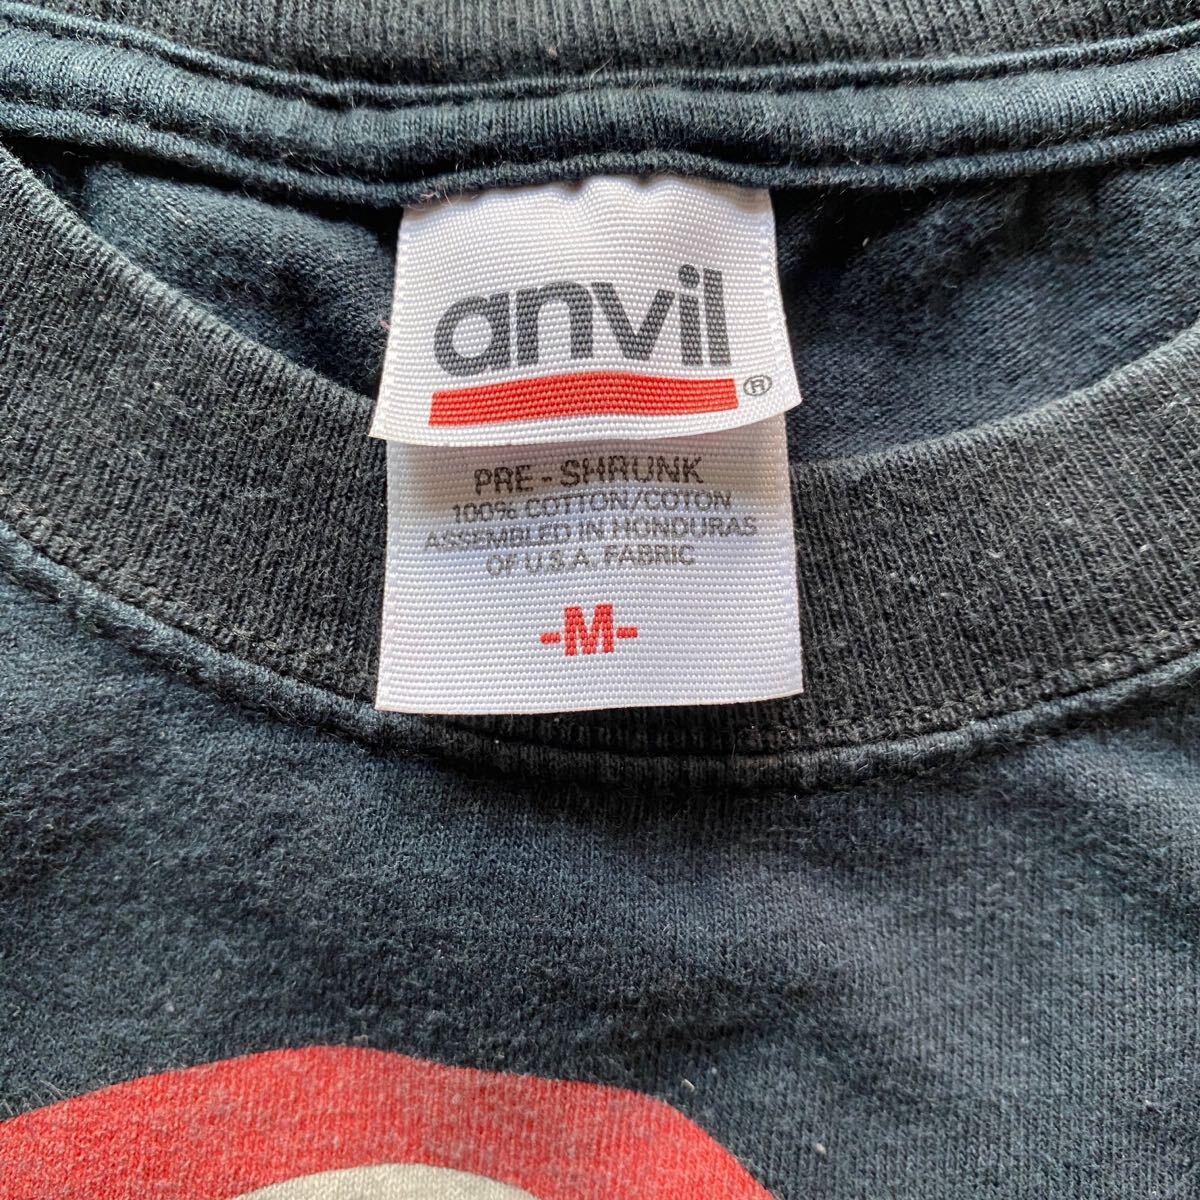 anvil
®
PRE-SHRUNK
100% COTTON/COTON
ASSEMBLED IN HONDURAS
OF U.S.A. FABRIC
-M-